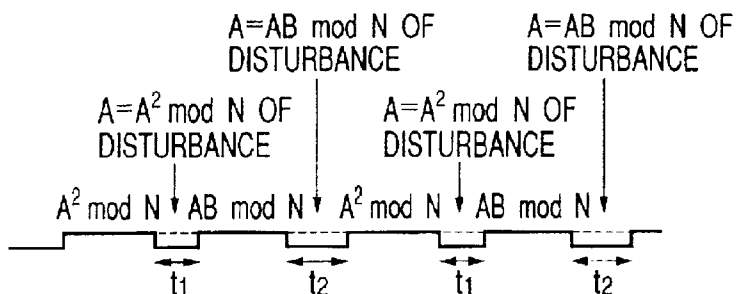 A=AB mod N OF
DISTURBANCE
A=AB mod N OF
DISTURBANCE
A=A² mod N OF
DISTURBANCE
A=A² mod N OF
DISTURBANCE
A² mod N AB mod N A² mod N AB mod N
t₁ t₂ t₁ t₂